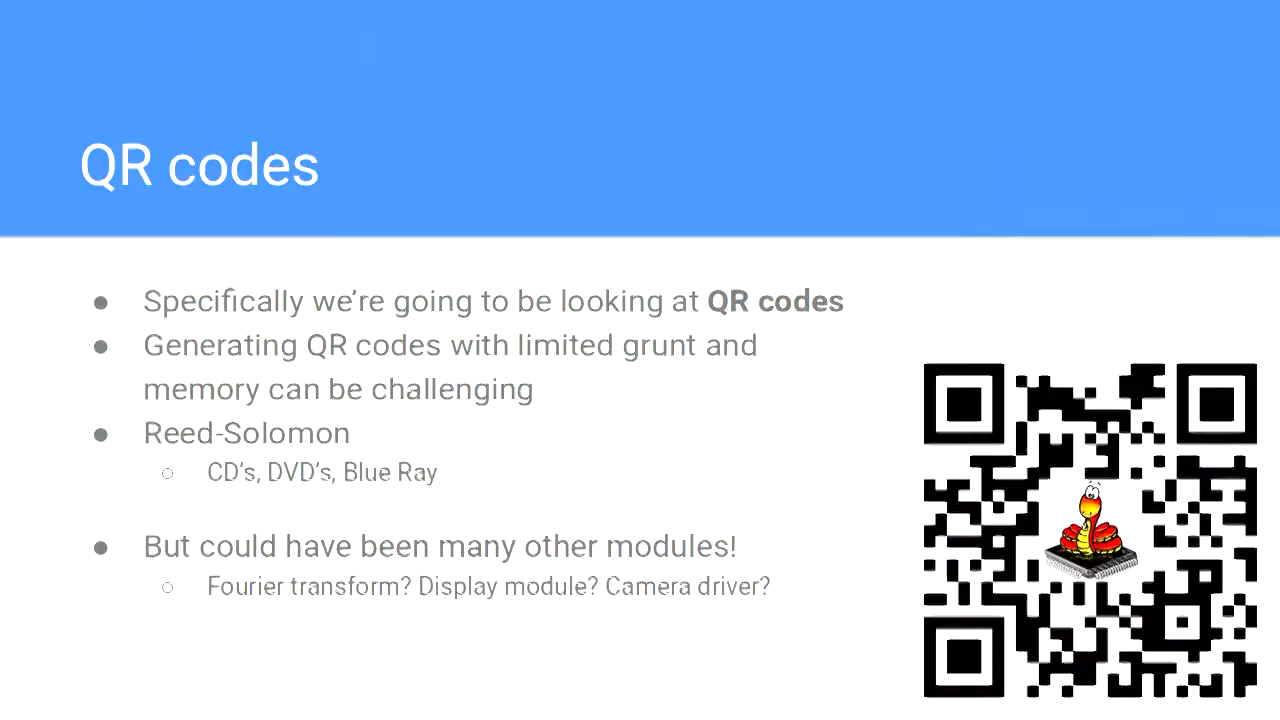 QR codes
● Specifically we're going to be looking at QR codes
● Generating QR codes with limited grunt and
memory can be challenging
● Reed-Solomon
○ CD's, DVD's, Blue Ray
● But could have been many other modules!
○ Fourier transform? Display module? Camera driver?